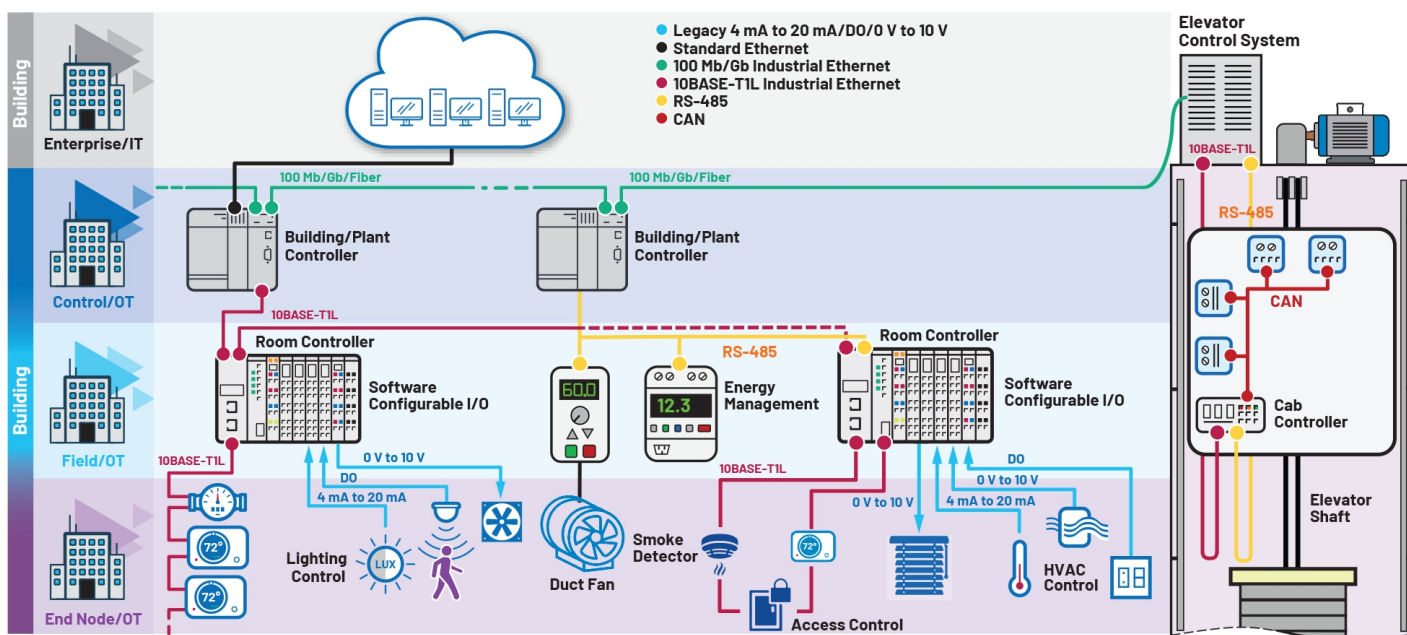 Building
Enterprise/IT
Legacy 4 mA to 20 mA/DO/0 V to 10 V
Standard Ethernet
100 Mb/Gb Industrial Ethernet
10BASE-T1L Industrial Ethernet
RS-485
CAN
Elevator
Control System
10BASE-T1L
RS-485
100 Mb/Gb/Fiber
100 Mb/Gb/Fiber
Building/Plant
Controller
Building/Plant
Controller
Control/OT
10BASE-T1L
CAN
Building
Room Controller
Software
Configurable I/O
RS-485
60.0
12.3
Energy
Management
Room Controller
Software
Configurable I/O
Cab
Controller
Field/OT
10BASE-T1L
0 V to 10 V
DO
4 mA to 20 mA
10BASE-T1L
0 V to 10 V
DO
0 V to 10 V
4 mA to 20 mA
Elevator
Shaft
End Node/OT
72°
72°
Lighting
Control
LUX
Duct Fan
Smoke
Detector
72°
Access Control
HVAC
Control